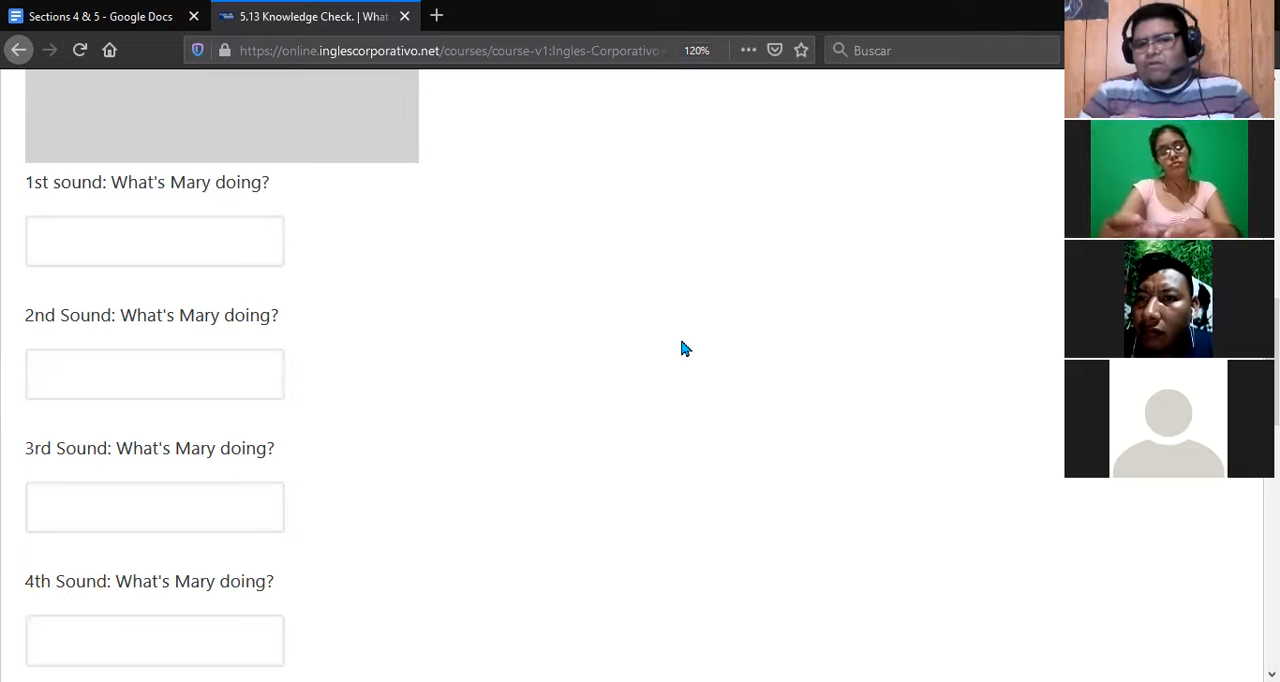 Sections 4 & 5 - Google Docs
5.13 Knowledge Check. | What
https://online.inglescorporativo.net/courses/course-v1:Ingles-Corporativo
120%
Buscar
1st sound: What's Mary doing?
2nd Sound: What's Mary doing?
3rd Sound: What's Mary doing?
4th Sound: What's Mary doing?